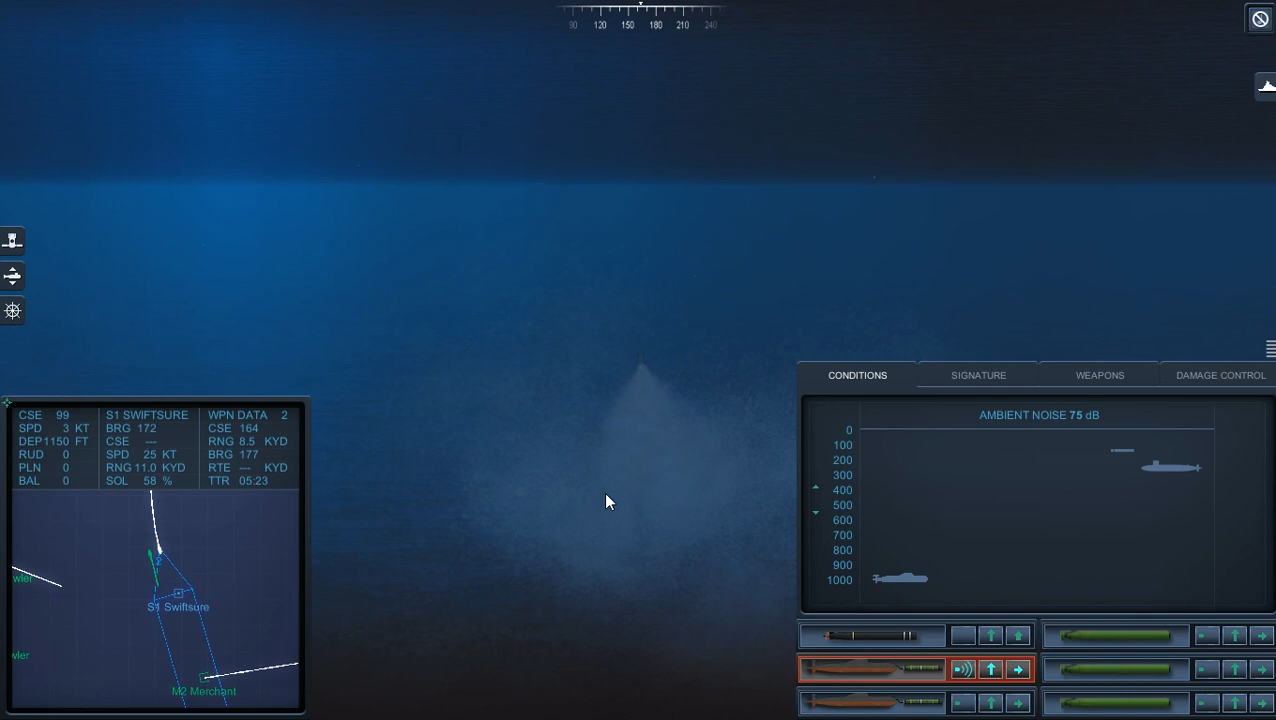 90 120 150 180 210 240
CSE 99
SPD 3 KT
DEP1150 FT
RUD 0
PLN 0
BAL 0
S1 SWIFTSURE
BRG 172
CSE ---
SPD 25 KT
RNG 11.0 KYD
SOL 58 %
WPN DATA 2
CSE 164
RNG 8.5 KYD
BRG 177
RTE --- KYD
TTR 05:23
2
wler
S1 Swiftsure
wler
M2 Merchant
CONDITIONS SIGNATURE WEAPONS DAMAGE CONTROL
AMBIENT NOISE 75 dB
0
100
200
300
400
500
600
700
800
900
1000